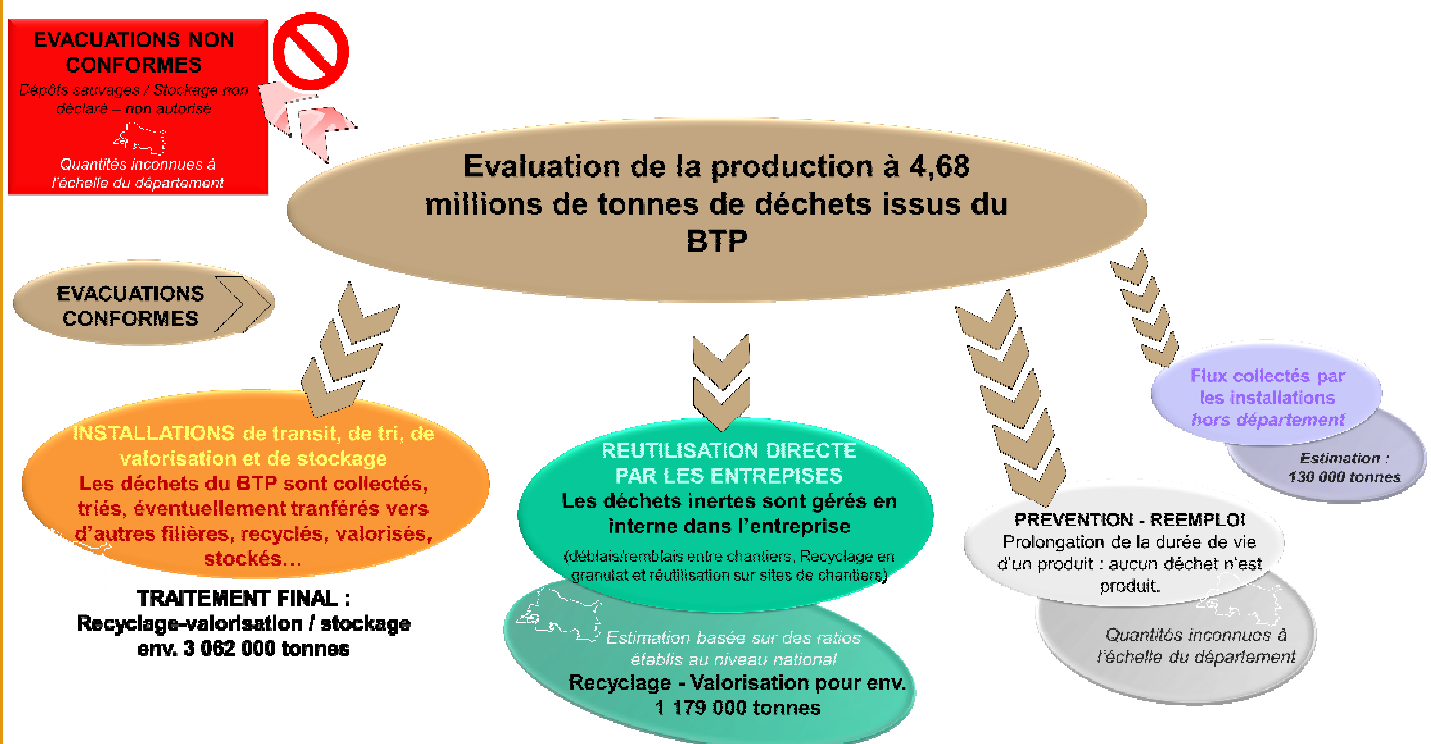 EVACUATIONS NON
CONFORMES
Dépôts sauvages / Stockage non
déclaré – non autorisé
Quantités inconnues à
l'échelle du département
Evaluation de la production à 4,68
millions de tonnes de déchets issus du
BTP
EVACUATIONS
CONFORMES
INSTALLATIONS de transit, de tri, de
valorisation et de stockage
Les déchets du BTP sont collectés,
triés, éventuellement tranférés vers
d'autres filières, recyclés, valorisés,
stockés…
TRAITEMENT FINAL :
Recyclage-valorisation / stockage
env. 3 062 000 tonnes
REUTILISATION DIRECTE
PAR LES ENTREPISES
Les déchets inertes sont gérés en
interne dans l'entreprise
(déblais/remblais entre chantiers, Recyclage en
granulat et réutilisation sur sites de chantiers)
Estimation basée sur des ratios
établis au niveau national
Recyclage - Valorisation pour env.
1 179 000 tonnes
PREVENTION - REEMPLOI
Prolongation de la durée de vie
d'un produit : aucun déchet n'est
produit.
Quantités inconnues à
l'échelle du département
Flux collectés par
les installations
hors département
Estimation :
130 000 tonnes